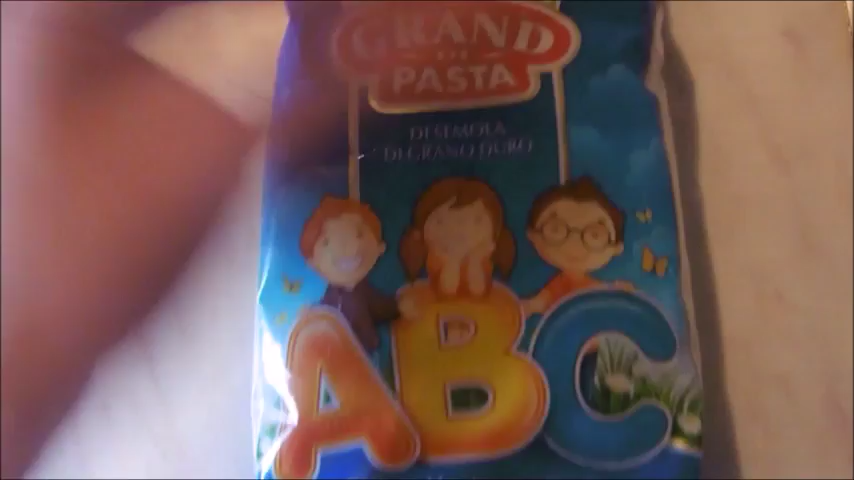 GRAND
DI
PASTA
DI SEMOLA
DI GRANO DURO
ABC